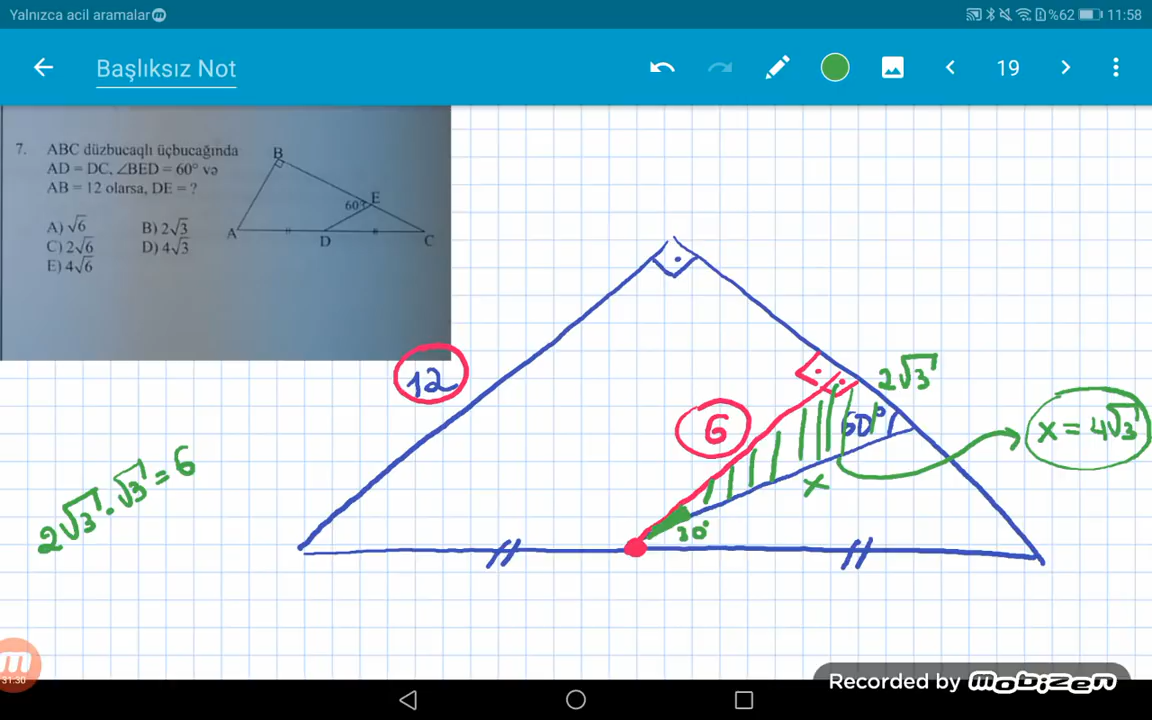 Yalnızca acil aramalar
%62 11:58
Başlıksız Not
19
7. ABC düzbucaqlı üçbucağında
AD = DC, ∠BED = 60° və
AB = 12 olarsa, DE = ?
A) √6 B) 2√3
C) 2√6 D) 4√3
E) 4√6
B
E
60°
A
D
C
12
6
2√3
60°
x = 4√3
x
30°
2√3 · √3 = 6
31:30
Recorded by mobizen